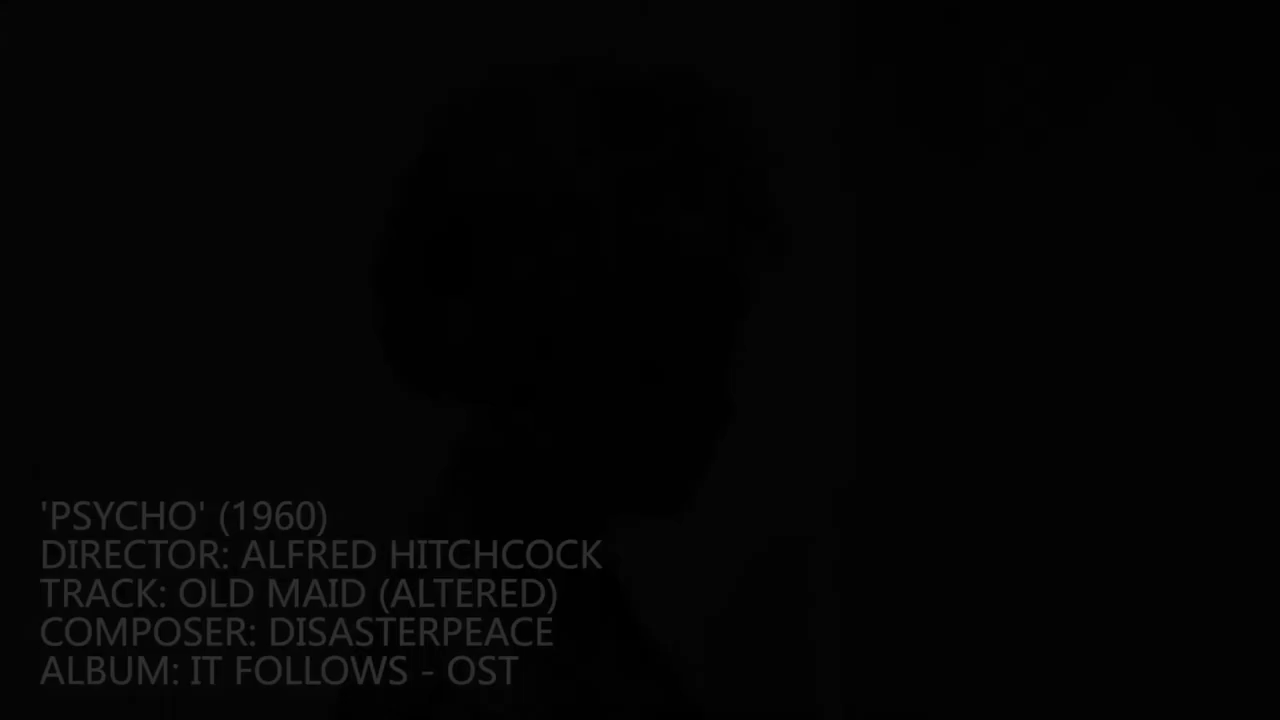 'PSYCHO' (1960)
DIRECTOR: ALFRED HITCHCOCK
TRACK: OLD MAID (ALTERED)
COMPOSER: DISASTERPEACE
ALBUM: IT FOLLOWS - OST